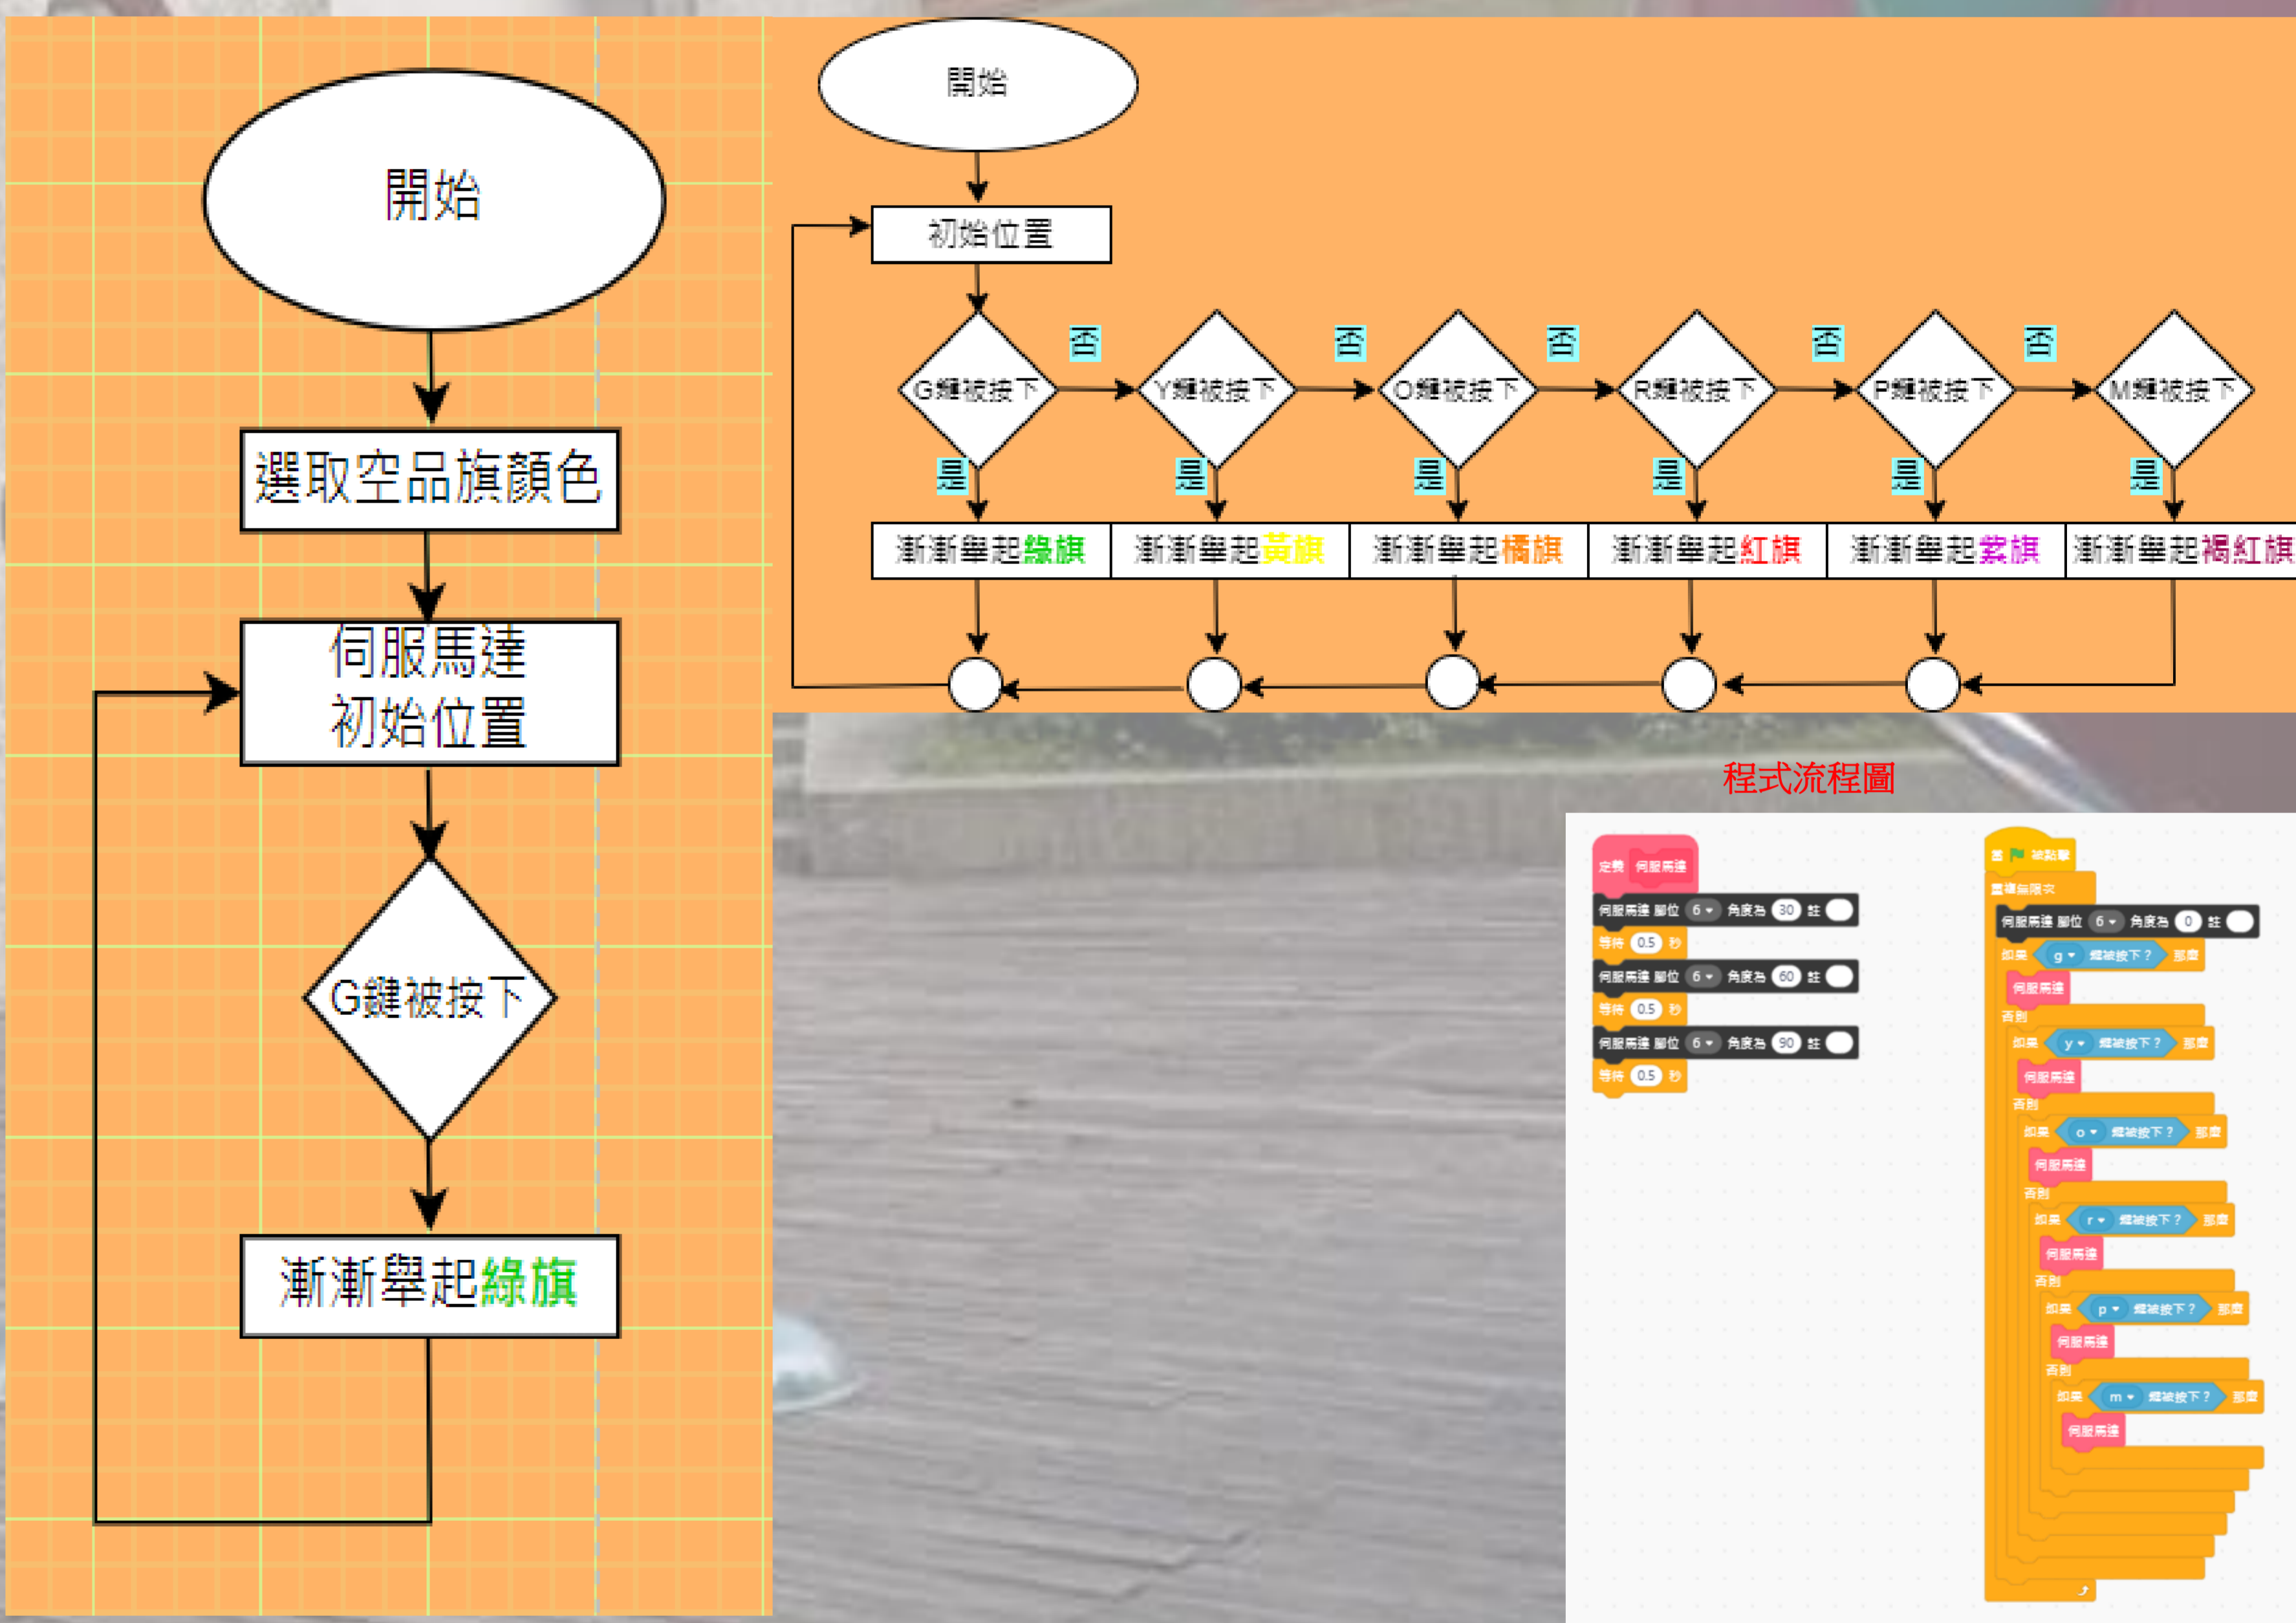 開始
選取空品旗顏色
伺服馬達
初始位置
G鍵被按下
漸漸舉起綠旗
開始
初始位置
G鍵被按下
否
Y鍵被按下
否
O鍵被按下
否
R鍵被按下
否
P鍵被按下
否
M鍵被按下
是
是
是
是
是
是
漸漸舉起綠旗
漸漸舉起黃旗
漸漸舉起橘旗
漸漸舉起紅旗
漸漸舉起紫旗
漸漸舉起褐紅旗
程式流程圖
定義 伺服馬達
伺服馬達 腳位 6 角度為 30 註
等待 0.5 秒
伺服馬達 腳位 6 角度為 60 註
等待 0.5 秒
伺服馬達 腳位 6 角度為 90 註
等待 0.5 秒
當 被點擊
重複無限次
伺服馬達 腳位 6 角度為 0 註
如果 g 鍵被按下？ 那麼
伺服馬達
否則
如果 y 鍵被按下？ 那麼
伺服馬達
否則
如果 o 鍵被按下？ 那麼
伺服馬達
否則
如果 r 鍵被按下？ 那麼
伺服馬達
否則
如果 p 鍵被按下？ 那麼
伺服馬達
否則
如果 m 鍵被按下？ 那麼
伺服馬達